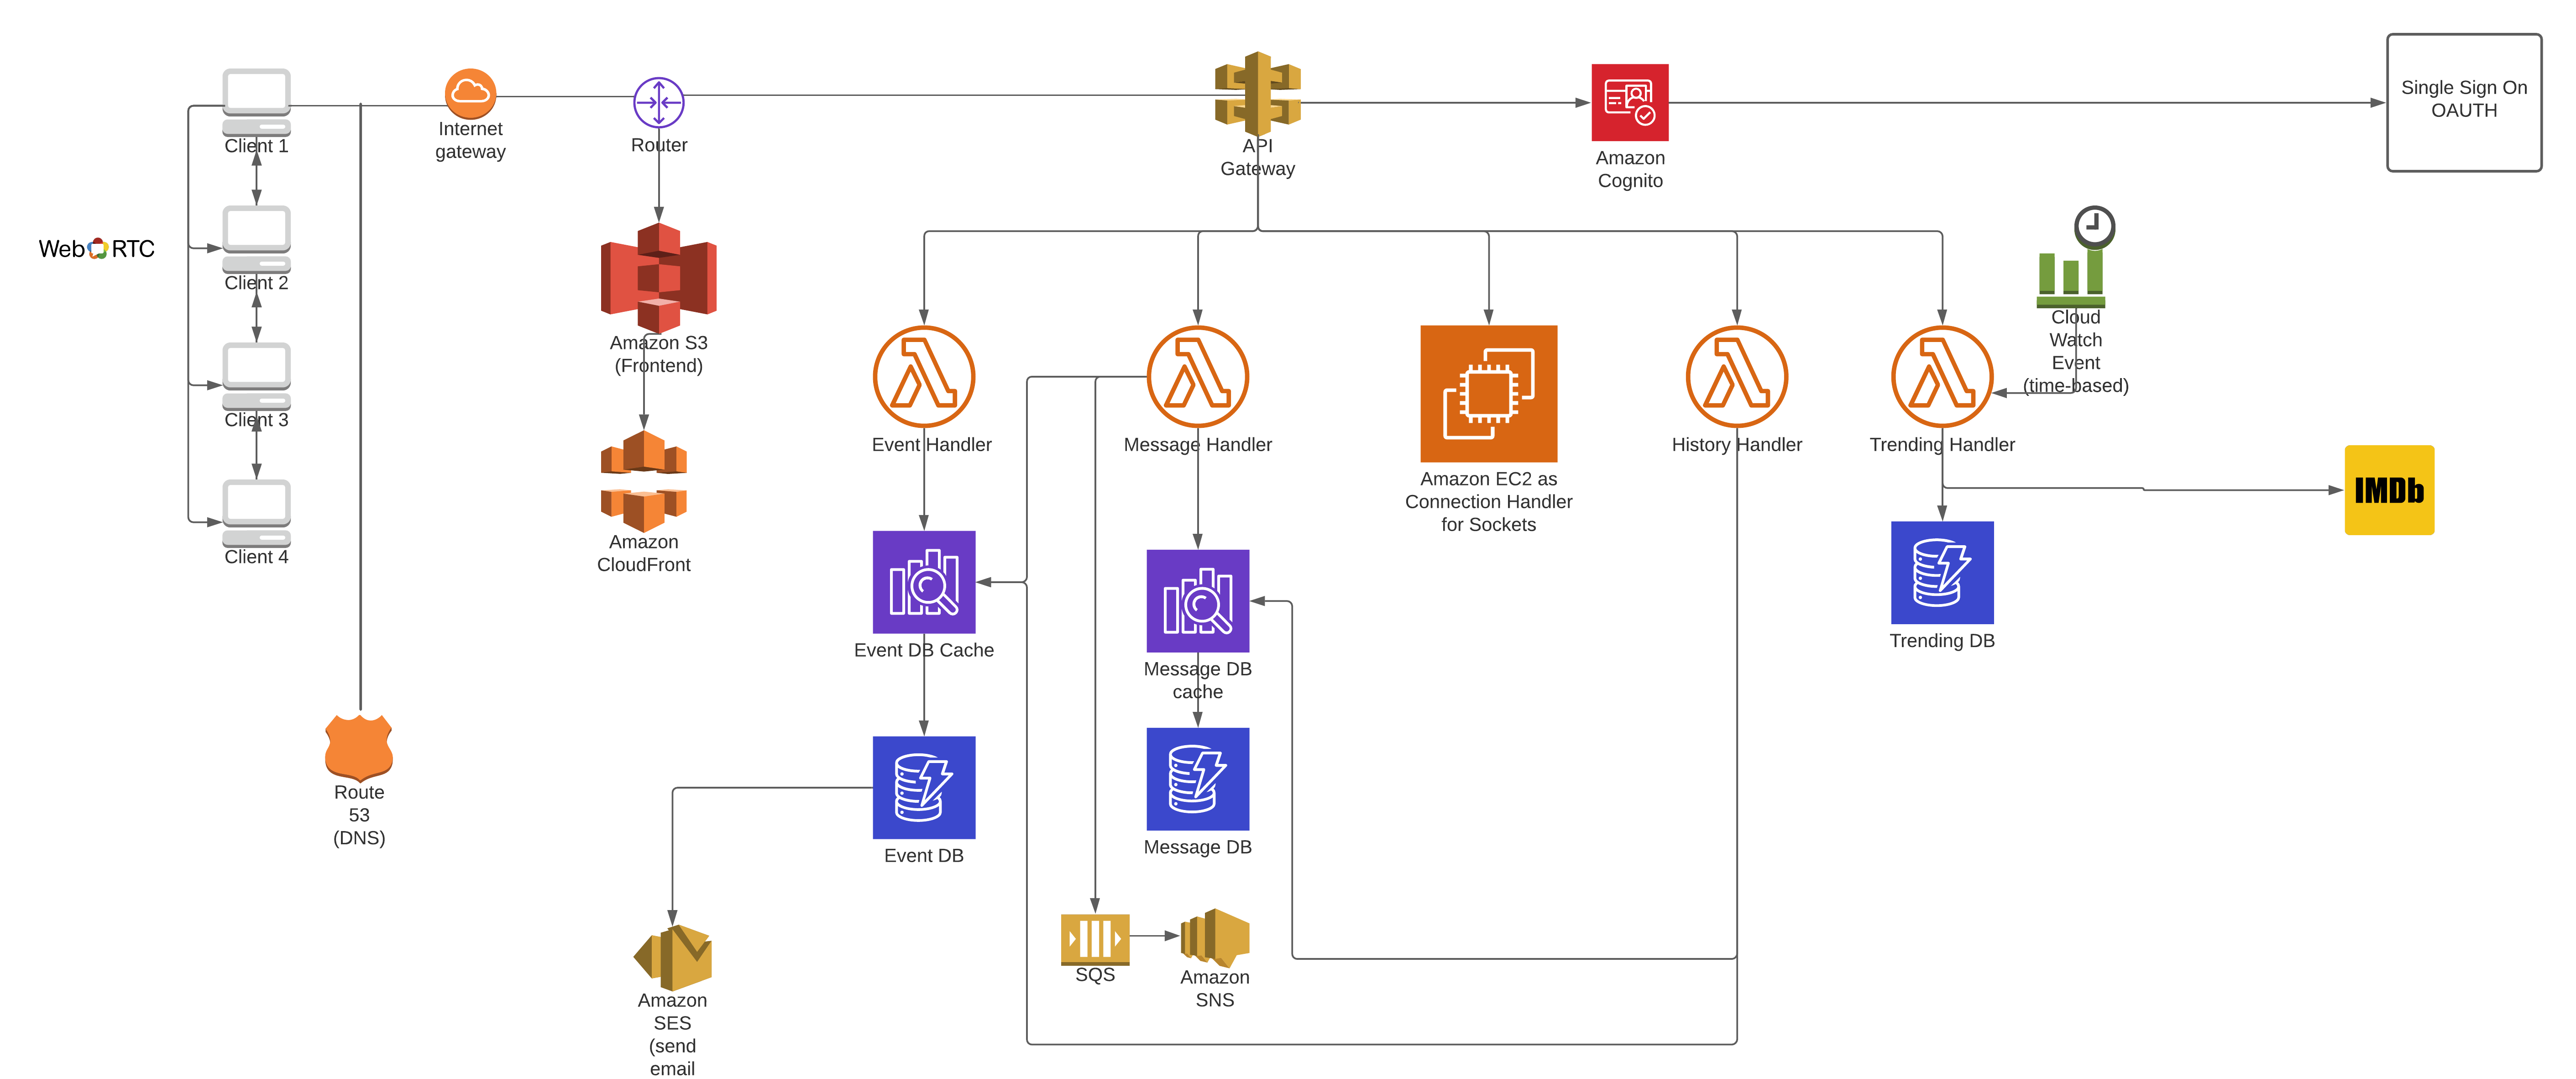 Single Sign On
OAUTH
Internet
gateway
Client 1
Router
API
Gateway
Amazon
Cognito
Web RTC
Client 2
Cloud
Watch
Event
(time-based)
Amazon S3
(Frontend)
Client 3
Event Handler
Message Handler
Amazon EC2 as
Connection Handler
for Sockets
History Handler
Trending Handler
IMDb
Client 4
Amazon
CloudFront
Event DB Cache
Message DB
cache
Trending DB
Route
53
(DNS)
Event DB
Message DB
SQS
Amazon
SNS
Amazon
SES
(send
email